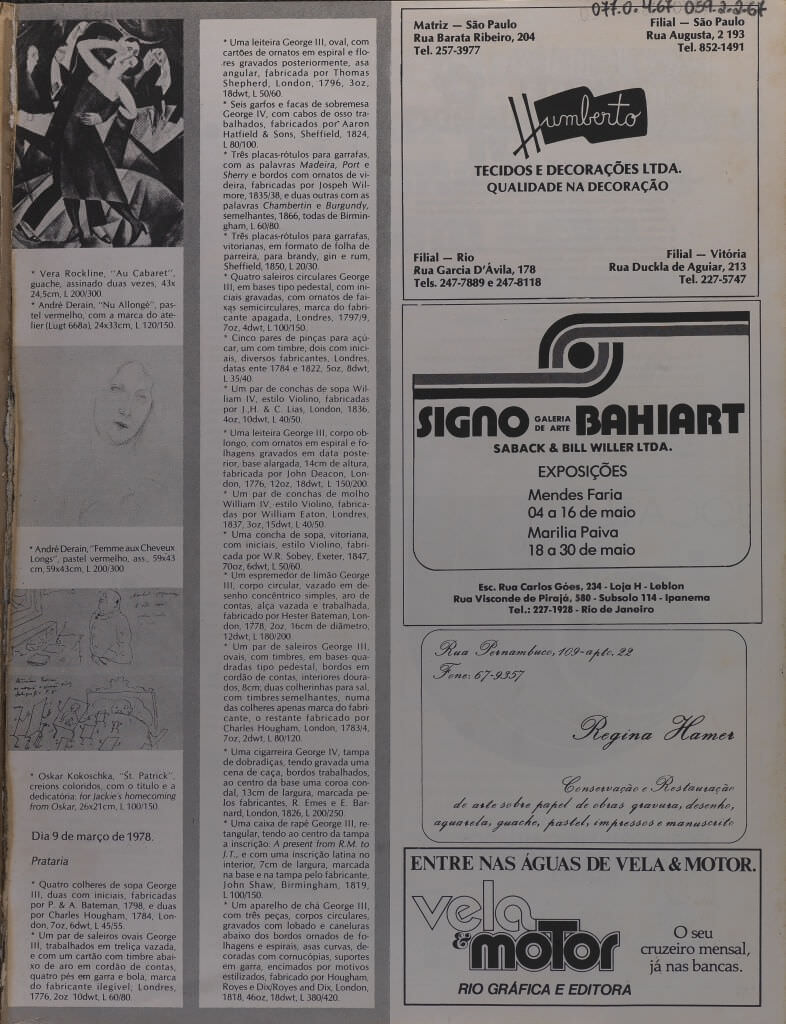 * Vera Rockline, "Au Cabaret",
guache, assinado duas vezes, 43x
24,5cm, L 200/300
* André Derain, "Nu Allongé", pas-
tel vermelho, com a marca do ate-
lier (Lugt 668a), 24x33cm, L 120/150.
* André Derain, "Femme aux Cheveux
Longs", pastel vermelho, ass., 59x43
cm, 59x43cm, L 200/300
* Oskar Kokoschka, "St. Patrick",
creions coloridos, com o titulo e a
dedicatória: for Jackie's homecoming
from Oskar, 26x21cm, L 100/150.
Dia 9 de março de 1978.
Prataria
* Quatro colheres de sopa George
III, duas com iniciais, fabricadas
por P. & A. Bateman, 1798, e duas
por Charles Hougham, 1784, Lon-
don, 7oz, 6dwt, L 45/55.
* Um par de saleiros ovais George
III, trabalhados em treliça vazada,
e com um cartão com timbre abai-
xo de aro em cordão de contas,
quatro pés em garra e bola, marca
do fabricante ilegível, Londres,
1776, 2oz 10dwt, L 60/80.
* Uma leiteira George III, oval, com
cartões de ornatos em espiral e flo-
res gravados posteriormente, asa
angular, fabricada por Thomas
Shepherd, London, 1796, 3oz,
18dwt, L 50/60.
* Seis garfos e facas de sobremesa
George IV, com cabos de osso tra-
balhados, fabricados por Aaron
Hatfield & Sons, Sheffield, 1824,
L 80/100.
* Três placas-rótulos para garrafas,
com as palavras Madeira, Port e
Sherry e bordos com ornatos de vi-
deira, fabricadas por Jospeh Wil-
more, 1835/38, e duas outras com as
palavras Chambertin e Burgundy,
semelhantes, 1866, todas de Birmin-
gham, L 60/80.
* Três placas-rótulos para garrafas,
vitorianas, em formato de folha de
parreira, para brandy, gin e rum,
Sheffield, 1850, L 20/30.
* Quatro saleiros circulares George
III, em bases tipo pedestal, com ini-
ciais gravadas, com ornatos de fai-
xas semicirculares, marca do fabri-
cante apagada, Londres, 1797/9,
7oz, 4dwt, L 100/150.
* Cinco pares de pinças para açú-
car, um com timbre, dois com inici-
ais, diversos fabricantes, Londres,
datas ente 1784 e 1822, 5oz, 8dwt,
L 35/40.
* Um par de conchas de sopa Wil-
liam IV, estilo Violino, fabricadas
por J.,H. & C. Lias, London, 1836,
4oz, 10dwt, L 40/50.
* Uma leiteira George III, corpo ob-
longo, com ornatos em espiral e fo-
lhagens gravados em data poste-
rior, base alargada, 14cm de altura,
fabricada por John Deacon, Lon-
don, 1776, 12oz, 18dwt, L 150/200.
* Um par de conchas de molho
William IV, estilo Violino, fabrica-
das por William Eaton, Londres,
1837, 3oz, 15dwt, L 40/50.
* Uma concha de sopa, vitoriana,
com iniciais, estilo Violino, fabri-
cada por W.R. Sobey, Exeter, 1847,
70oz, 6dwt, L 50/60.
* Um espremedor de limão George
III, corpo circular, vazado em de-
senho concêntrico simples, aro de
contas, alça vazada e trabalhada,
fabricado por Hester Bateman, Lon-
don, 1778, 2oz, 16cm de diâmetro,
12dwt, L 180/200.
* Um par de saleiros George III,
ovais, com timbres, em bases qua-
dradas tipo pedestal, bordos em
cordão de contas, interiores doura-
dos, 8cm; duas colherinhas para sal,
com timbres semelhantes, numa
das colheres apenas marca do fabri-
cante, o restante fabricado por
Charles Hougham, London, 1783/4,
7oz, 2dwt, L 80/120.
* Uma cigarreira George IV, tampa
de dobradiças, tendo gravada uma
cena de caça, bordos trabalhados,
ao centro da base uma coroa con-
dal, 13cm de largura, marcada pe-
los fabricantes, R. Emes e E. Bar-
nard, London, 1826, L 200/250.
* Uma caixa de rapé George III, re-
tangular, tendo ao centro da tampa
a inscrição: A present from R.M. to
J.T., e com uma inscrição latina no
interior, 7cm de largura, marcada
na base e na tampa pelo fabricante,
John Shaw, Birmingham, 1819,
L 100/150.
* Um aparelho de chá George III,
com três peças, corpos circulares,
gravados com lobado e caneluras
abaixo dos bordos ornados de fo-
lhagens e espirais, asas curvas, de-
coradas com cornucópias, suportes
em garra, encimados por motivos
estilizados, fabricado por Hougham,
Royes e Dix/Royes and Dix, London,
1818, 46oz, 18dwt, L 380/420.
077.0.467 059.2.2.67
Matriz — São Paulo
Rua Barata Ribeiro, 204
Tel. 257-3977
Filial — São Paulo
Rua Augusta, 2 193
Tel. 852-1491
Humberto
TECIDOS E DECORAÇÕES LTDA.
QUALIDADE NA DECORAÇÃO
Filial — Rio
Rua Garcia D'Ávila, 178
Tels. 247-7889 e 247-8118
Filial — Vitória
Rua Duckla de Aguiar, 213
Tel. 227-5747
SIGNO GALERIA DE ARTE BAHIART
SABACK & BILL WILLER LTDA.
EXPOSIÇÕES
Mendes Faria
04 a 16 de maio
Marilia Paiva
18 a 30 de maio
Esc. Rua Carlos Góes, 234 - Loja H - Leblon
Rua Visconde de Pirajá, 580 - Subsolo 114 - Ipanema
Tel.: 227-1928 - Rio de Janeiro
Rua Pernambuco, 109-apto. 22
Fone: 67-9357
Regina Hamer
Conservação e Restauração
de arte sobre papel de obras gravura, desenho,
aquarela, guache, pastel, impressos e manuscrito
ENTRE NAS ÁGUAS DE VELA & MOTOR.
vela
& moTor
O seu
cruzeiro mensal,
já nas bancas.
RIO GRÁFICA E EDITORA